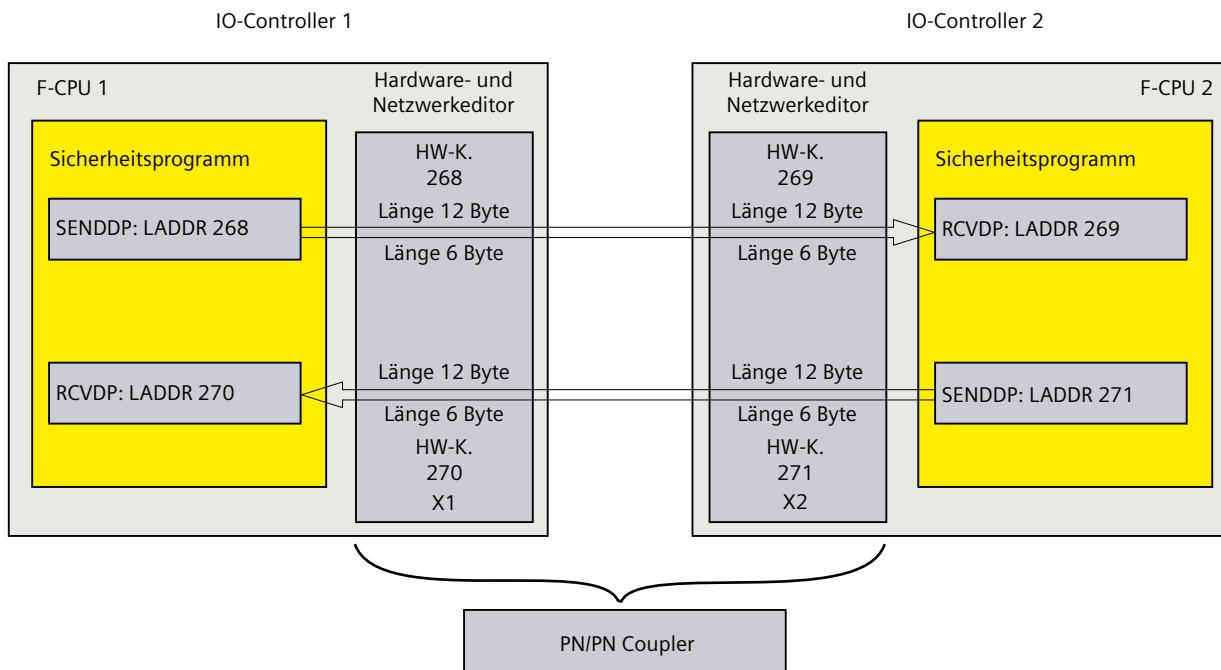 IO-Controller 1
IO-Controller 2
F-CPU 1
Hardware- und
Netzwerkeditor
Sicherheitsprogramm
HW-K.
268
SENDDP: LADDR 268
Länge 12 Byte
Länge 6 Byte
RCVDP: LADDR 270
Länge 12 Byte
Länge 6 Byte
HW-K.
270
X1
Hardware- und
Netzwerkeditor
F-CPU 2
HW-K.
269
Sicherheitsprogramm
Länge 12 Byte
Länge 6 Byte
RCVDP: LADDR 269
Länge 12 Byte
Länge 6 Byte
SENDDP: LADDR 271
HW-K.
271
X2
PN/PN Coupler